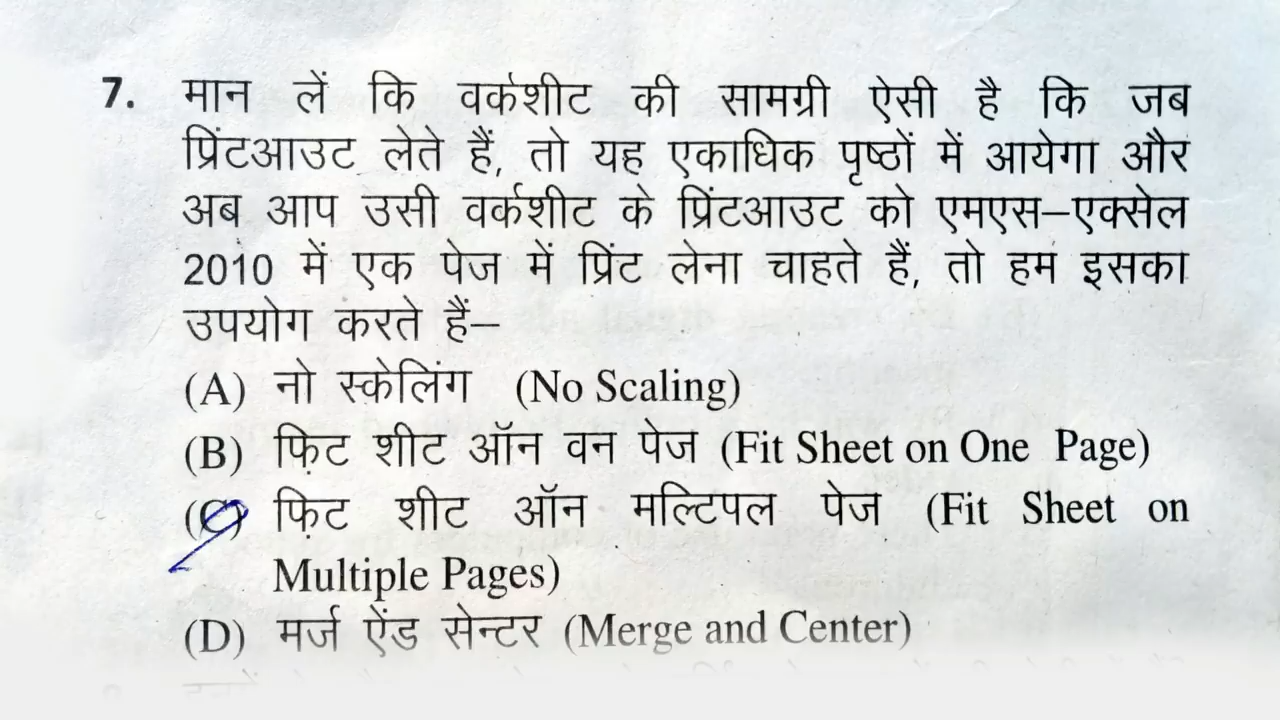 7. मान लें कि वर्कशीट की सामग्री ऐसी है कि जब
प्रिंटआउट लेते हैं, तो यह एकाधिक पृष्ठों में आयेगा और
अब आप उसी वर्कशीट के प्रिंटआउट को एमएस–एक्सेल
2010 में एक पेज में प्रिंट लेना चाहते हैं, तो हम इसका
उपयोग करते हैं–
(A) नो स्केलिंग (No Scaling)
(B) फ़िट शीट ऑन वन पेज (Fit Sheet on One Page)
(C) फ़िट शीट ऑन मल्टिपल पेज (Fit Sheet on
Multiple Pages)
(D) मर्ज ऐंड सेन्टर (Merge and Center)